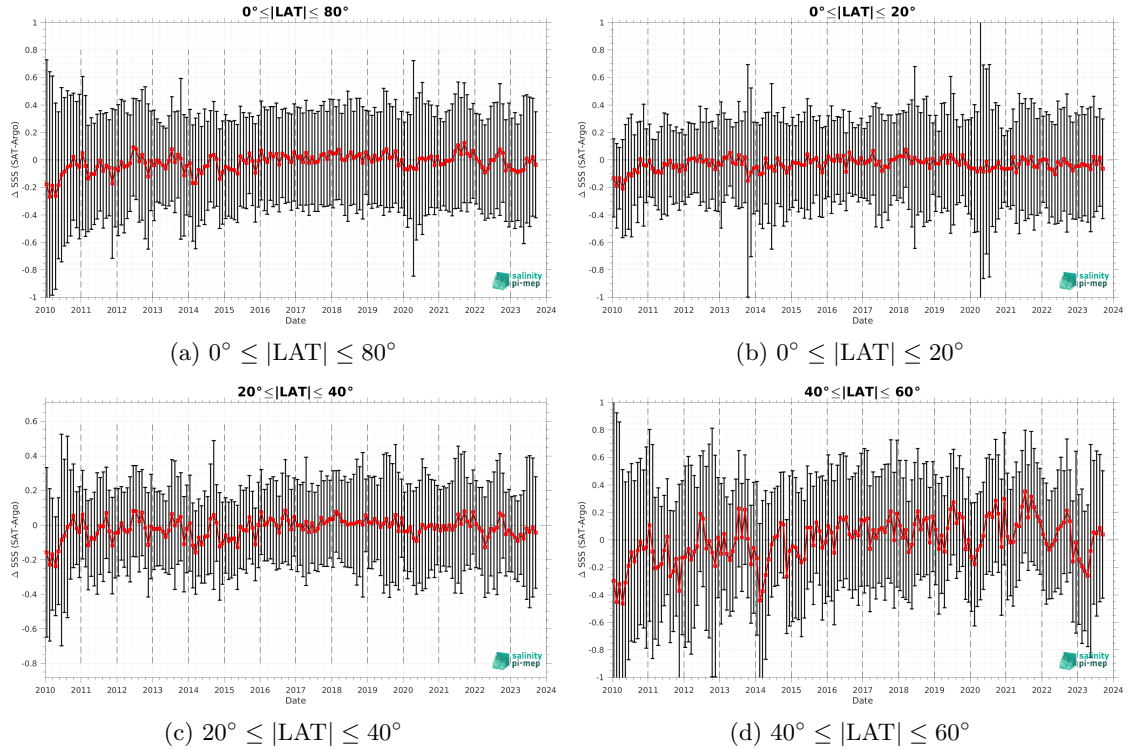 0°≤|LAT|≤ 80°
1
0.8
0.6
0.4
0.2
0
-0.2
-0.4
-0.6
-0.8
-1
Δ SSS (SAT-Argo)
salinity
pi-mep
2010 2011 2012 2013 2014 2015 2016 2017 2018 2019 2020 2021 2022 2023 2024
Date
(a) 0° ≤ |LAT| ≤ 80°
0°≤|LAT|≤ 20°
1
0.8
0.6
0.4
0.2
0
-0.2
-0.4
-0.6
-0.8
-1
Δ SSS (SAT-Argo)
salinity
pi-mep
2010 2011 2012 2013 2014 2015 2016 2017 2018 2019 2020 2021 2022 2023 2024
Date
(b) 0° ≤ |LAT| ≤ 20°
20°≤|LAT|≤ 40°
0.6
0.4
0.2
0
-0.2
-0.4
-0.6
-0.8
Δ SSS (SAT-Argo)
salinity
pi-mep
2010 2011 2012 2013 2014 2015 2016 2017 2018 2019 2020 2021 2022 2023 2024
Date
(c) 20° ≤ |LAT| ≤ 40°
40°≤|LAT|≤ 60°
1
0.8
0.6
0.4
0.2
0
-0.2
-0.4
-0.6
-0.8
-1
Δ SSS (SAT-Argo)
salinity
pi-mep
2010 2011 2012 2013 2014 2015 2016 2017 2018 2019 2020 2021 2022 2023 2024
Date
(d) 40° ≤ |LAT| ≤ 60°